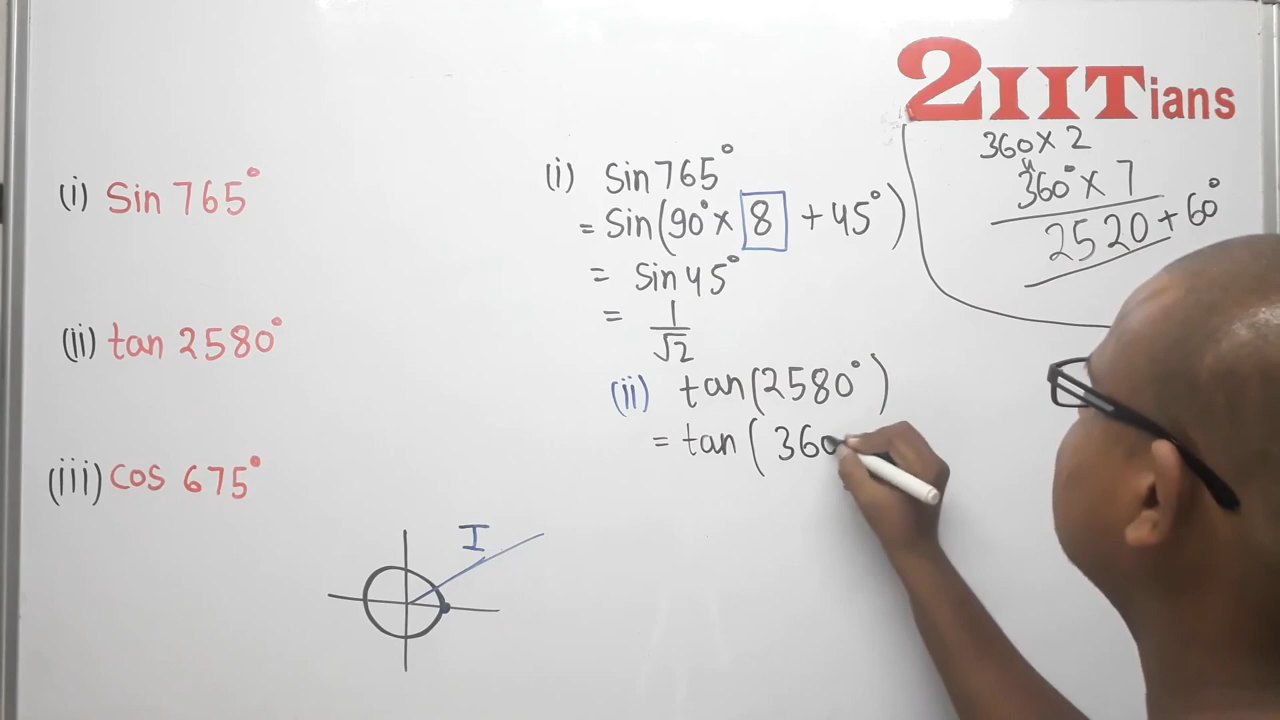 2IITians
(i) Sin 765°
(ii) tan 2580°
(iii) Cos 675°
I
(i) Sin 765°
= Sin(90° × 8 + 45°)
= Sin 45°
= 1/√2
(ii) tan(2580°)
= tan( 360
360 × 2
360° × 7
2520 + 60°